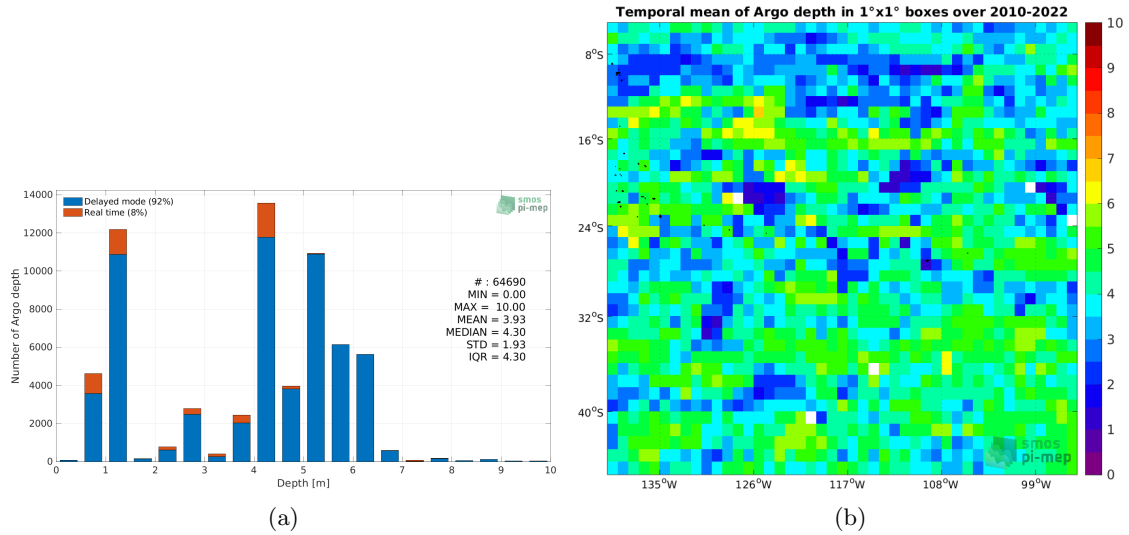 14000
12000
10000
8000
6000
4000
2000
0
Number of Argo depth
Delayed mode (92%)
Real time (8%)
smos
pi-mep
# : 64690
MIN = 0.00
MAX = 10.00
MEAN = 3.93
MEDIAN = 4.30
STD = 1.93
IQR = 4.30
0 1 2 3 4 5 6 7 8 9 10
Depth [m]
(a)
Temporal mean of Argo depth in 1°x1° boxes over 2010-2022
8°S
16°S
24°S
32°S
40°S
135°W 126°W 117°W 108°W 99°W
smos
pi-mep
10
9
8
7
6
5
4
3
2
1
0
(b)